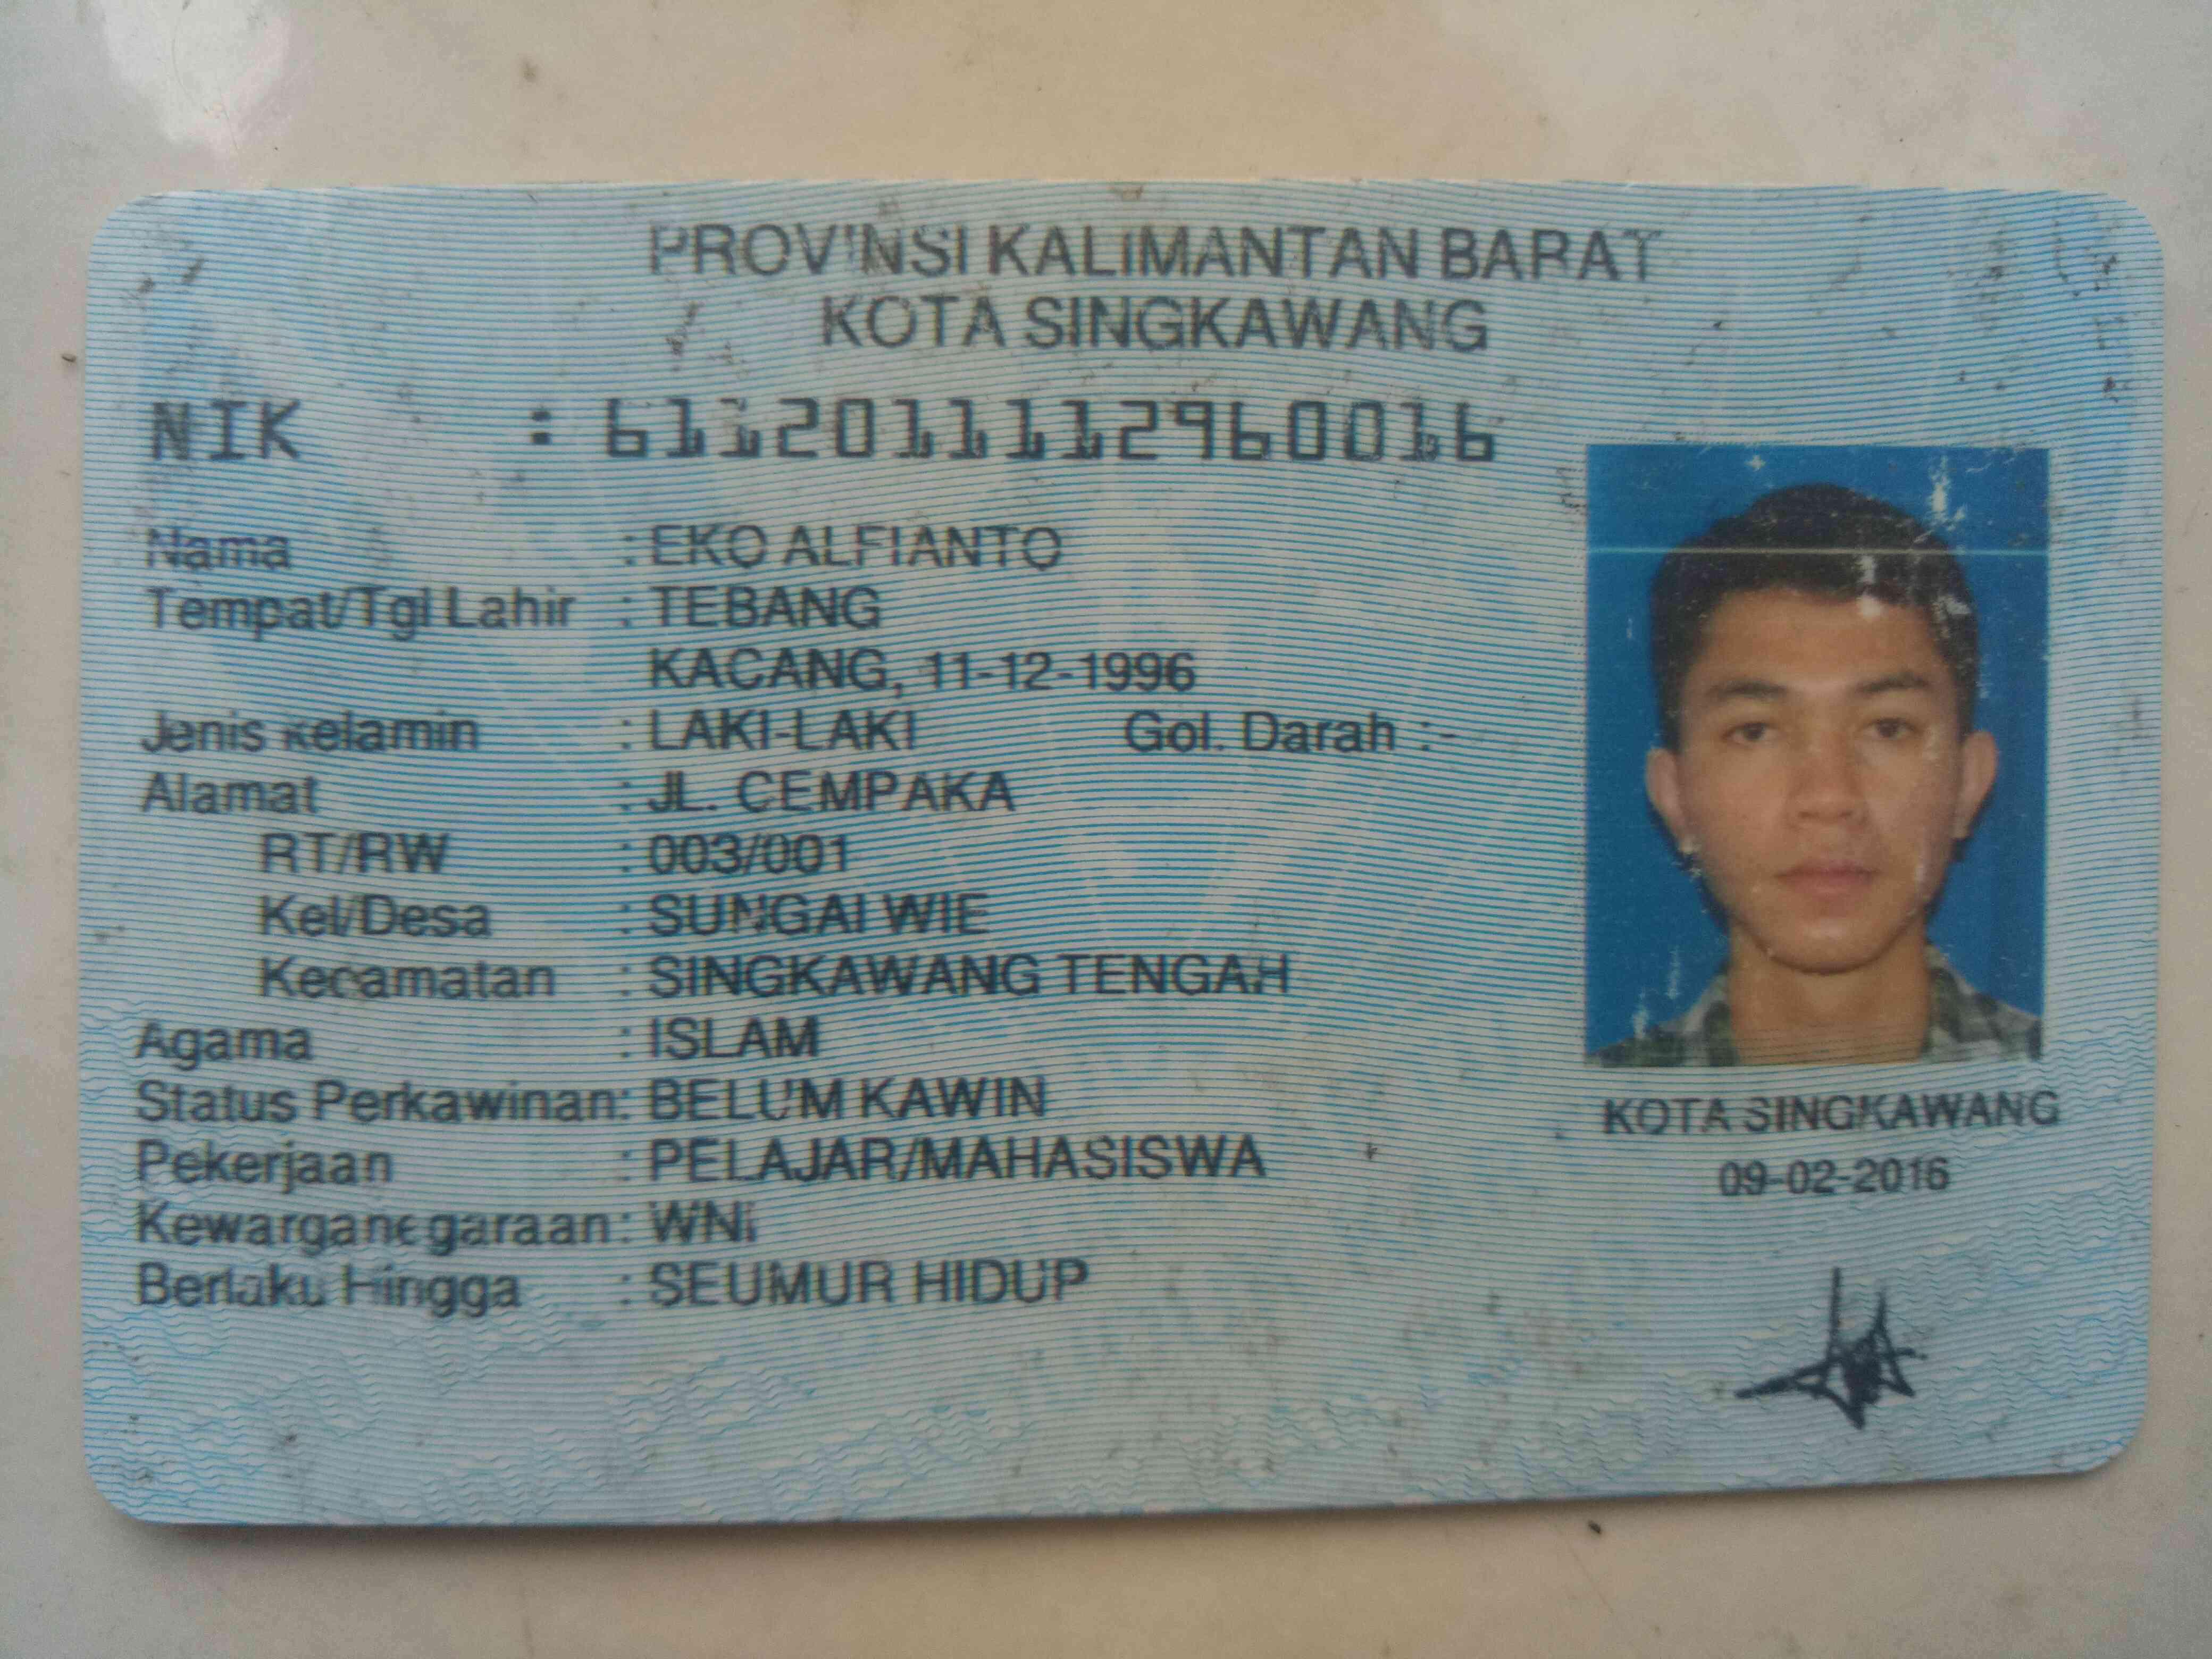 PROVINSI KALIMANTAN BARAT
KOTA SINGKAWANG
NIK : 6112011112960016
Nama : EKO ALFIANTO
Tempat/Tgl Lahir : TEBANG
KACANG, 11-12-1996
Jenis Kelamin : LAKI-LAKI Gol. Darah :-
Alamat : JL. CEMPAKA
RT/RW : 003/001
Kel/Desa : SUNGAI WIE
Kecamatan : SINGKAWANG TENGAH
Agama : ISLAM
Status Perkawinan: BELUM KAWIN
Pekerjaan : PELAJAR/MAHASISWA
Kewarganegaraan: WNI
Berlaku Hingga : SEUMUR HIDUP
KOTA SINGKAWANG
09-02-2016